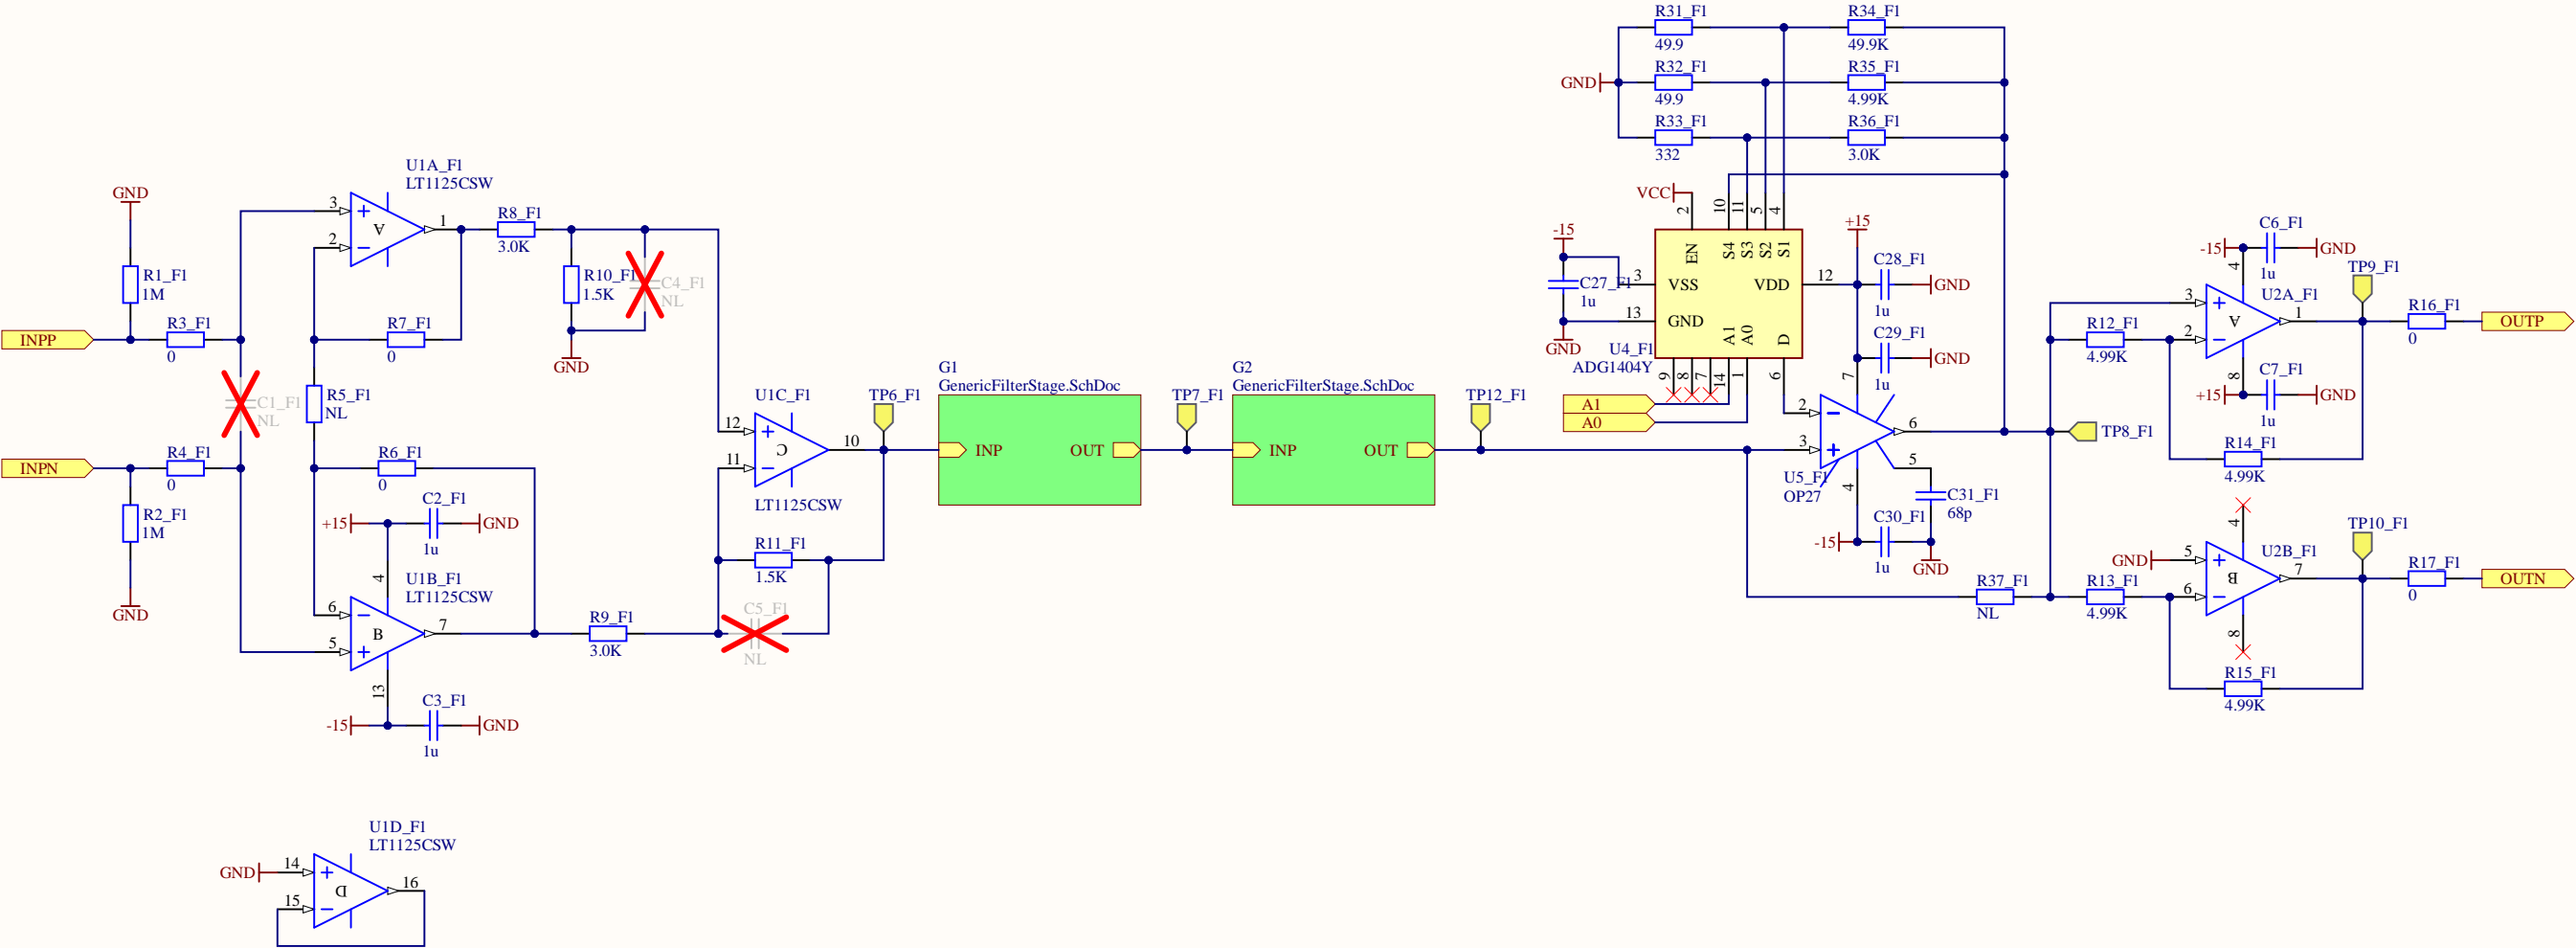 R31_F1
49.9
R34_F1
49.9K
R32_F1
49.9
R35_F1
4.99K
GND
R33_F1
332
R36_F1
3.0K
GND
R1_F1
1M
INPP
R3_F1
0
C1_F1
NL
INPN
R4_F1
0
R2_F1
1M
GND
U1A_F1
LT1125CSW
3
2
1
A
R7_F1
0
R5_F1
NL
R6_F1
0
R8_F1
3.0K
R10_F1
1.5K
C4_F1
NL
GND
+15
C2_F1
1u
GND
4
U1B_F1
LT1125CSW
6
5
7
B
13
-15
C3_F1
1u
GND
R9_F1
3.0K
U1C_F1
12
11
10
C
LT1125CSW
R11_F1
1.5K
C5_F1
NL
TP6_F1
G1
GenericFilterStage.SchDoc
INP
OUT
TP7_F1
G2
GenericFilterStage.SchDoc
INP
OUT
TP12_F1
VCC
2
10
11
5
4
EN
S4
S3
S2
S1
-15
C27_F1
1u
GND
3
VSS
VDD
12
13
GND
A1
A0
D
U4_F1
ADG1404Y
9
8
7
14
1
6
A1
A0
+15
C28_F1
1u
GND
C29_F1
1u
GND
7
2
3
6
5
4
U5_F1
OP27
C31_F1
68p
-15
C30_F1
1u
GND
TP8_F1
R37_F1
NL
R12_F1
4.99K
R13_F1
4.99K
C6_F1
-15
GND
1u
4
U2A_F1
3
2
1
A
8
C7_F1
+15
GND
1u
R14_F1
4.99K
TP9_F1
R16_F1
0
OUTP
4
U2B_F1
GND
5
6
7
B
8
R15_F1
4.99K
TP10_F1
R17_F1
0
OUTN
U1D_F1
LT1125CSW
GND
14
15
16
D